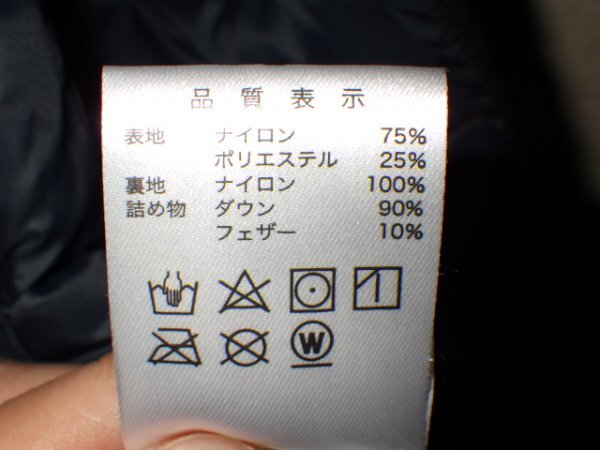 品質表示
表地 ナイロン 75%
ポリエステル 25%
裏地 ナイロン 100%
詰め物 ダウン 90%
フェザー 10%
W